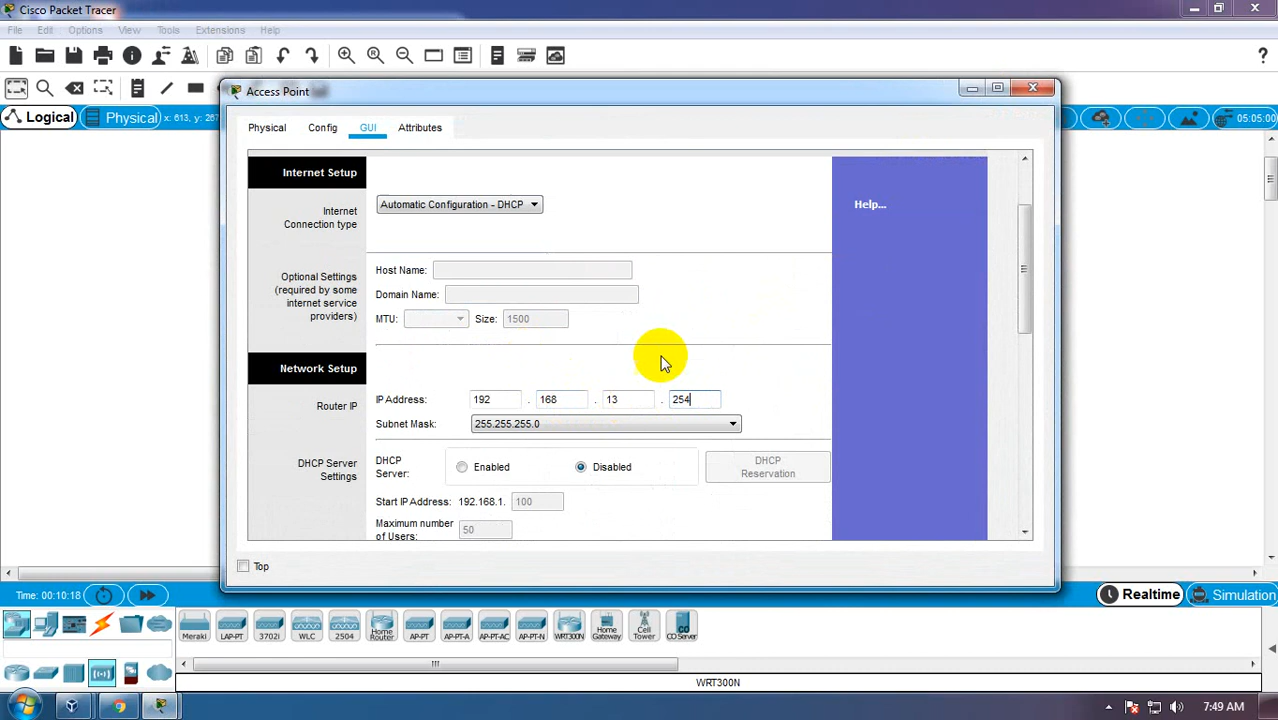 Cisco Packet Tracer
File Edit Options View Tools Extensions Help
Logical Physical x: 613, y: 267
05:05:00
Access Point
Physical Config GUI Attributes
Internet Setup
Internet
Connection type
Automatic Configuration - DHCP
Help...
Optional Settings
(required by some
internet service
providers)
Host Name:
Domain Name:
MTU: Size: 1500
Network Setup
Router IP
IP Address: 192 . 168 . 13 . 254
Subnet Mask: 255.255.255.0
DHCP Server
Settings
DHCP
Server:
Enabled Disabled
DHCP
Reservation
Start IP Address: 192.168.1. 100
Maximum number
of Users: 50
Top
Time: 00:10:18
Realtime Simulation
Meraki LAP-PT 3702i WLC 2504 Home
Router AP-PT AP-PT-A AP-PT-AC AP-PT-N WRT300N Home
Gateway Cell
Tower CO Server
WRT300N
7:49 AM